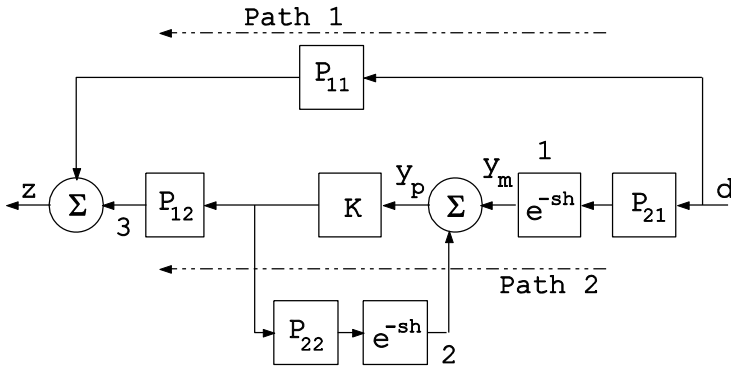 Path 1
P11
1
z
Σ
P12
K
yp
Σ
ym
e-sh
P21
d
3
Path 2
P22
e-sh
2